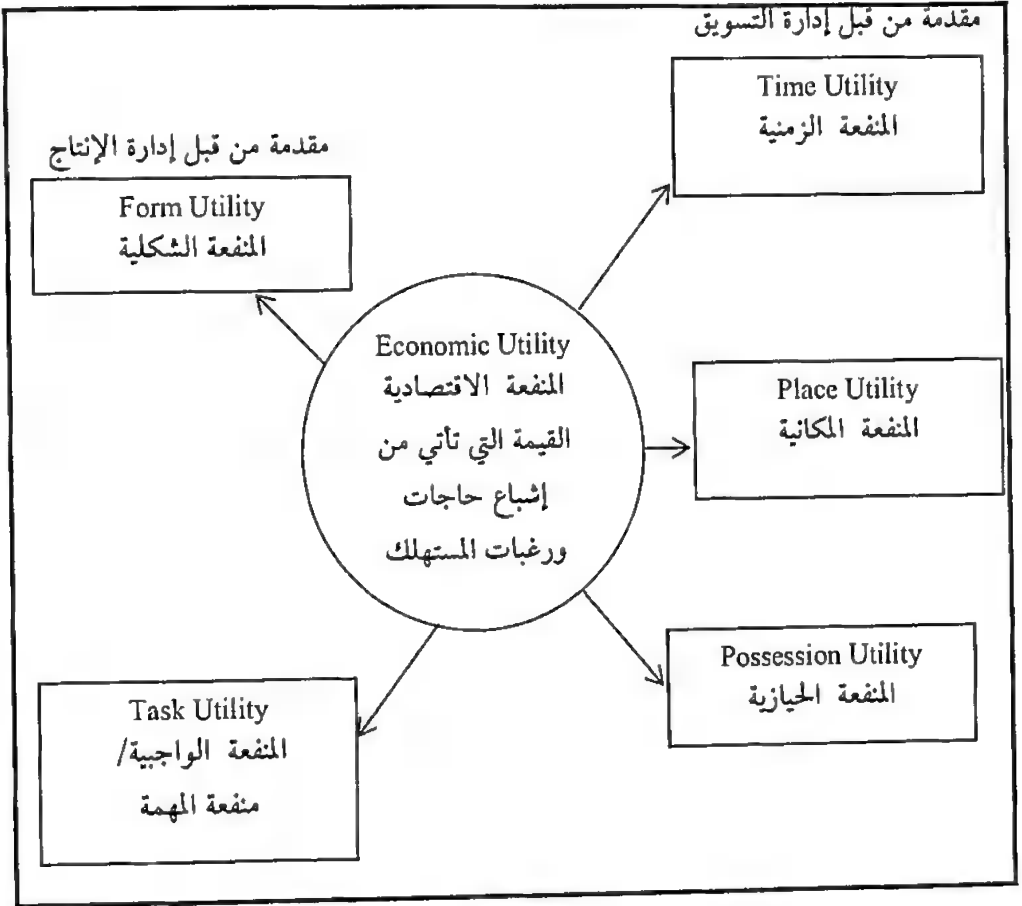 مقدمة من قبل إدارة التسويق
Time Utility
المنفعة الزمنية
مقدمة من قبل إدارة الإنتاج
Form Utility
المنفعة الشكلية
Economic Utility
المنفعة الاقتصادية
القيمة التي تأتي من
إشباع حاجات
ورغبات المستهلك
Place Utility
المنفعة المكانية
Possession Utility
المنفعة الحيازية
Task Utility
المنفعة الواجبية/
منفعة المهمة